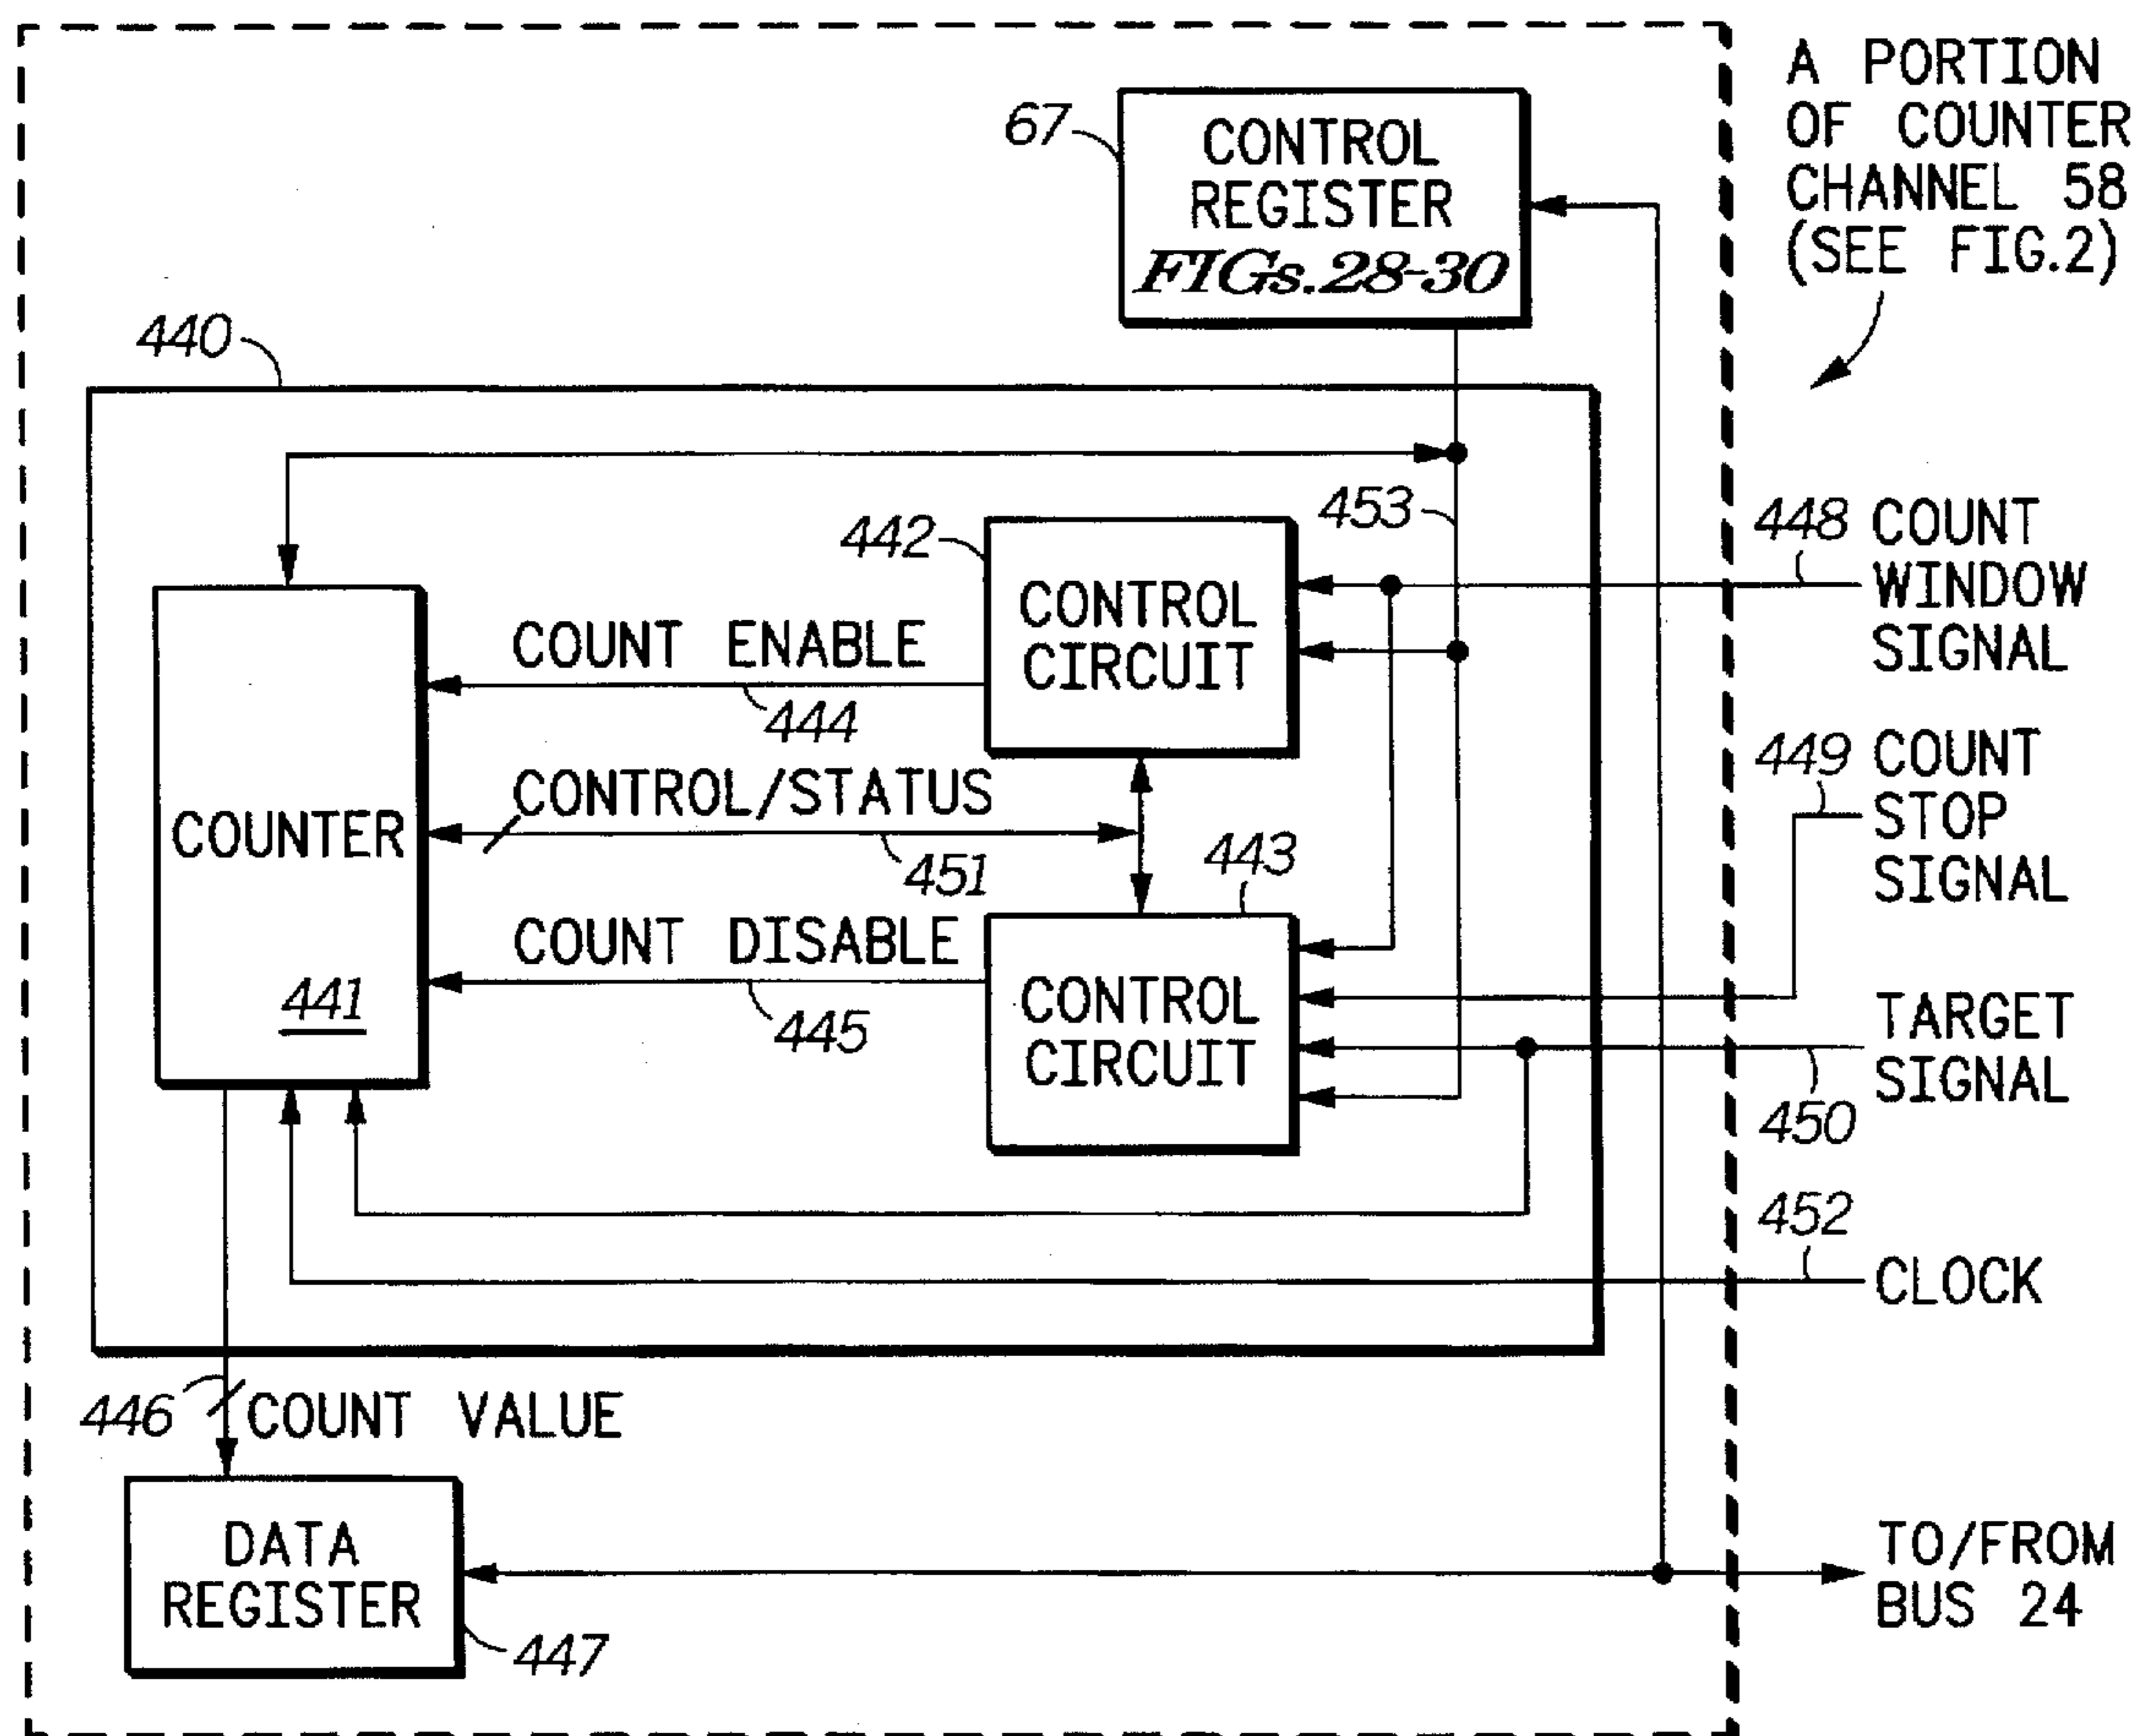 A PORTION
OF COUNTER
CHANNEL 58
(SEE FIG.2)
67
CONTROL
REGISTER
FIGs.28-30
440
453
448
COUNT
WINDOW
SIGNAL
442
CONTROL
CIRCUIT
COUNT ENABLE
444
449
COUNT
STOP
SIGNAL
CONTROL/STATUS
451
COUNTER
441
443
COUNT DISABLE
445
CONTROL
CIRCUIT
TARGET
SIGNAL
450
452
CLOCK
446
COUNT VALUE
DATA
REGISTER
447
TO/FROM
BUS 24